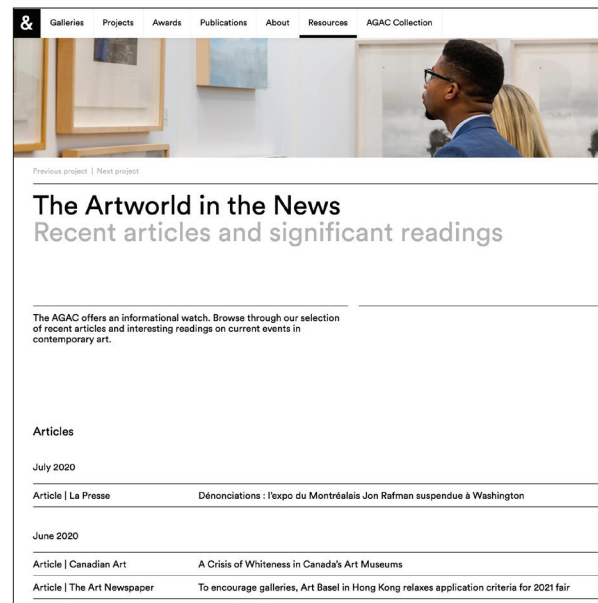 & Galleries Projects Awards Publications About Resources AGAC Collection
Previous project | Next project
The Artworld in the News
Recent articles and significant readings
The AGAC offers an informational watch. Browse through our selection
of recent articles and interesting readings on current events in
contemporary art.
Articles
July 2020
Article | La Presse Dénonciations : l'expo du Montréalais Jon Rafman suspendue à Washington
June 2020
Article | Canadian Art A Crisis of Whiteness in Canada's Art Museums
Article | The Art Newspaper To encourage galleries, Art Basel in Hong Kong relaxes application criteria for 2021 fair